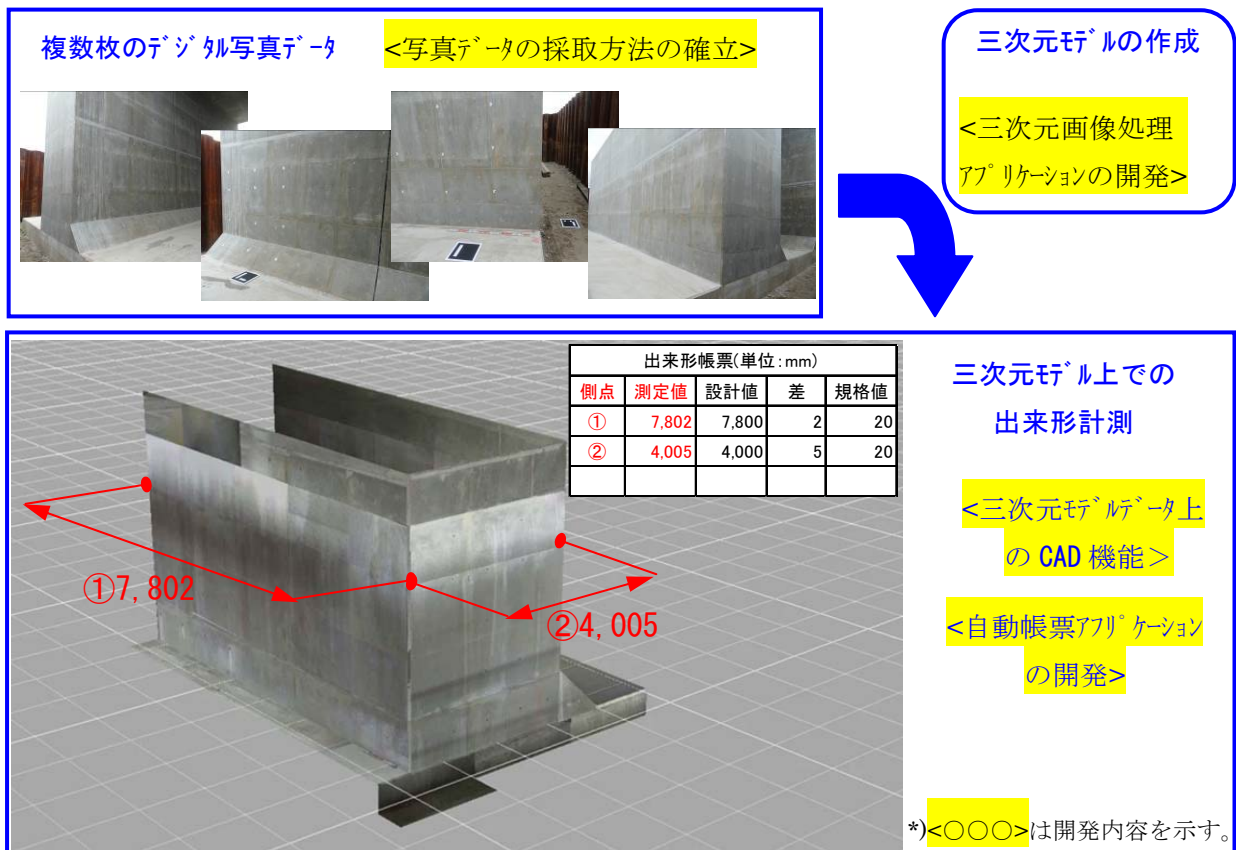 複数枚のﾃﾞｼﾞﾀﾙ写真ﾃﾞｰﾀ <写真ﾃﾞｰﾀの採取方法の確立>
三次元ﾓﾃﾞﾙの作成
<三次元画像処理
ｱﾌﾟﾘｹｰｼｮﾝの開発>
出来形帳票(単位:mm)
側点 測定値 設計値 差 規格値
① 7,802 7,800 2 20
② 4,005 4,000 5 20
①7,802
②4,005
三次元ﾓﾃﾞﾙ上での
出来形計測
<三次元ﾓﾃﾞﾙﾃﾞｰﾀ上
の CAD 機能＞
<自動帳票ｱﾌﾘﾟｹｰｼｮﾝ
の開発>
*)<○○○>は開発内容を示す。